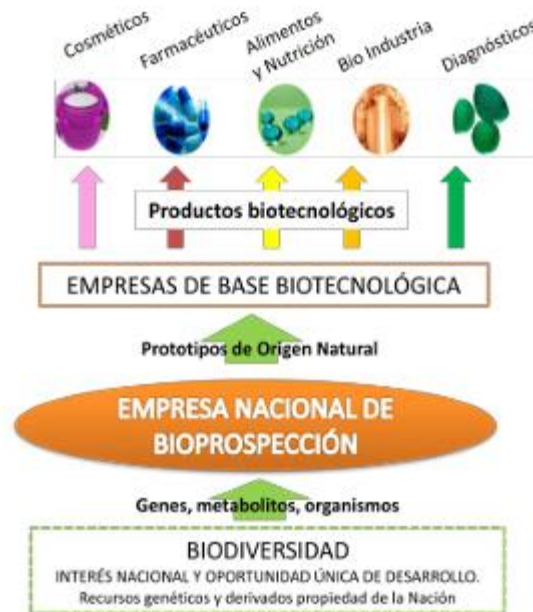 Cosméticos
Farmacéuticos
Alimentos
y Nutrición
Bio Industria
Diagnósticos
Productos biotecnológicos
EMPRESAS DE BASE BIOTECNOLÓGICA
Prototipos de Origen Natural
EMPRESA NACIONAL DE
BIOPROSPECCIÓN
Genes, metabolitos, organismos
BIODIVERSIDAD
INTERÉS NACIONAL Y OPORTUNIDAD ÚNICA DE DESARROLLO.
Recursos genéticos y derivados propiedad de la Nación